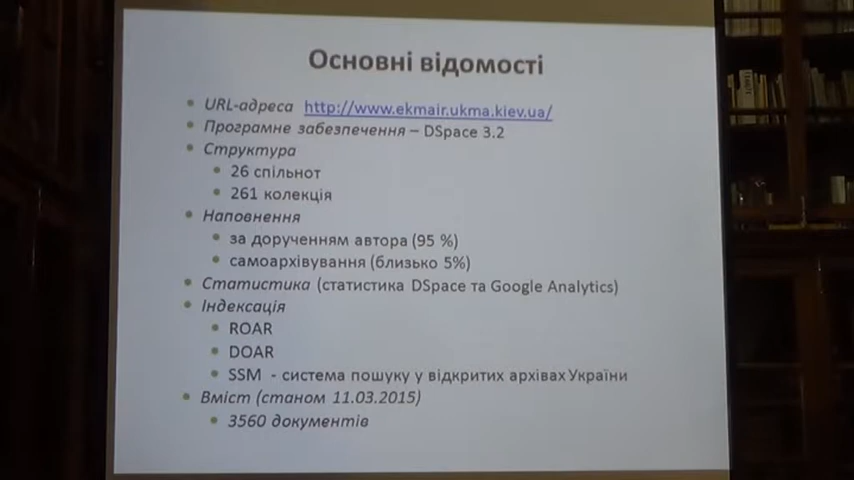 Основні відомості
• URL-адреса http://www.ekmair.ukma.kiev.ua/
• Програмне забезпечення – DSpace 3.2
• Структура
• 26 спільнот
• 261 колекція
• Наповнення
• за дорученням автора (95 %)
• самоархівування (близько 5%)
• Статистика (статистика DSpace та Google Analytics)
• Індексація
• ROAR
• DOAR
• SSM - система пошуку у відкритих архівах України
• Вміст (станом 11.03.2015)
• 3560 документів